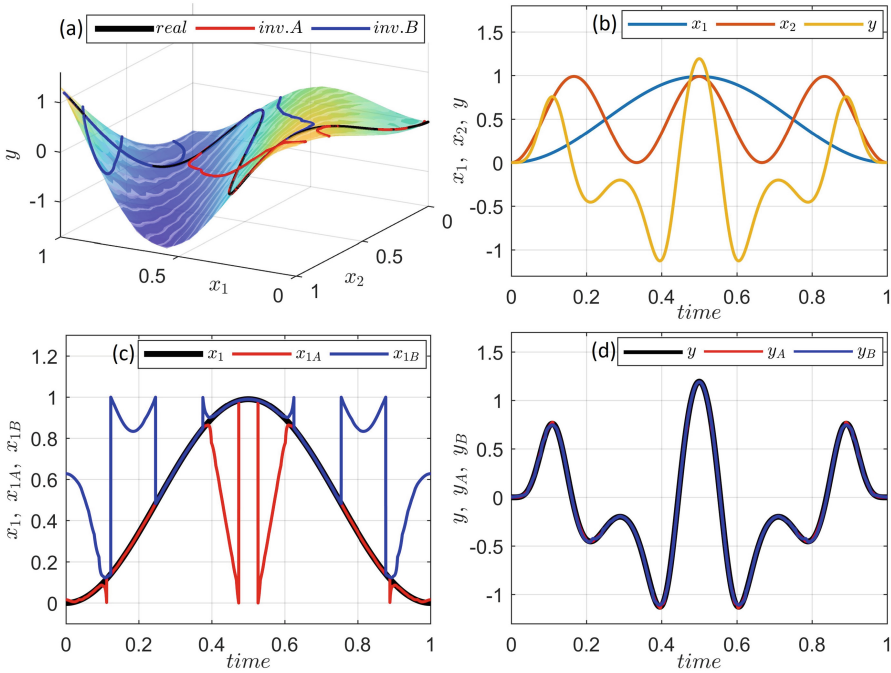 (a) real inv.A inv.B
1
0
-1
y
1
0.5
0
x₁
1
0.5
0
x₂
(b) x₁ x₂ y
1.5
1
0.5
0
-0.5
-1
x₁, x₂, y
0 0.2 0.4 0.6 0.8 1
time
(c) x₁ x₁A x₁B
1.2
1
0.8
0.6
0.4
0.2
0
x₁, x₁A, x₁B
0 0.2 0.4 0.6 0.8 1
time
(d) y y_A y_B
1.5
1
0.5
0
-0.5
-1
y, y_A, y_B
0 0.2 0.4 0.6 0.8 1
time